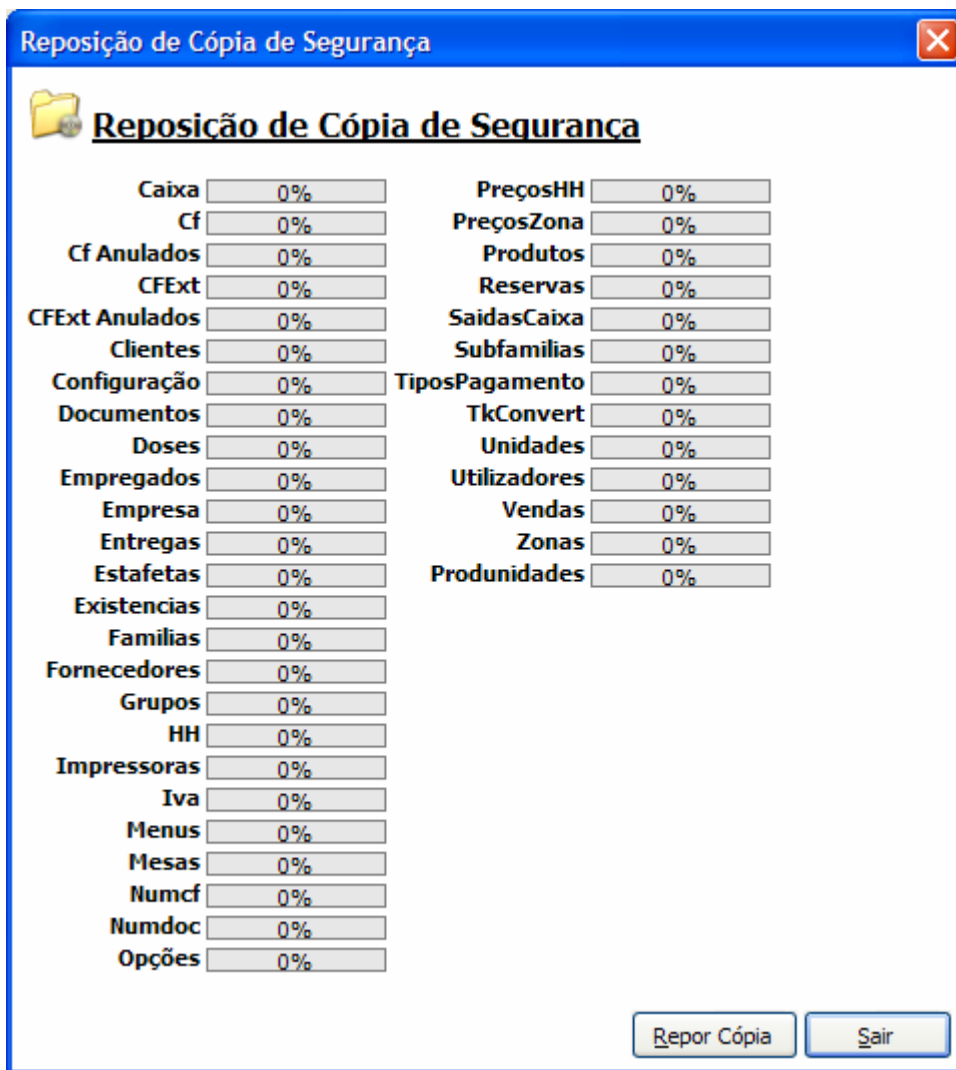 Reposição de Cópia de Segurança
Reposição de Cópia de Segurança
Caixa 0%
Cf 0%
Cf Anulados 0%
CFExt 0%
CFExt Anulados 0%
Clientes 0%
Configuração 0%
Documentos 0%
Doses 0%
Empregados 0%
Empresa 0%
Entregas 0%
Estafetas 0%
Existencias 0%
Familias 0%
Fornecedores 0%
Grupos 0%
HH 0%
Impressoras 0%
Iva 0%
Menus 0%
Mesas 0%
Numcf 0%
Numdoc 0%
Opções 0%
PreçosHH 0%
PreçosZona 0%
Produtos 0%
Reservas 0%
SaidasCaixa 0%
Subfamilias 0%
TiposPagamento 0%
TkConvert 0%
Unidades 0%
Utilizadores 0%
Vendas 0%
Zonas 0%
Produnidades 0%
Repor Cópia
Sair